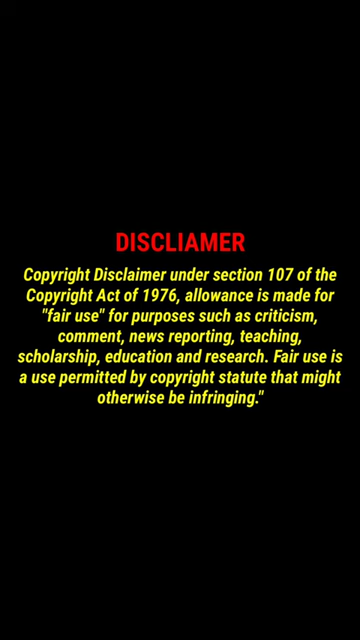 DISCLIAMER
Copyright Disclaimer under section 107 of the
Copyright Act of 1976, allowance is made for
"fair use" for purposes such as criticism,
comment, news reporting, teaching,
scholarship, education and research. Fair use is
a use permitted by copyright statute that might
otherwise be infringing."